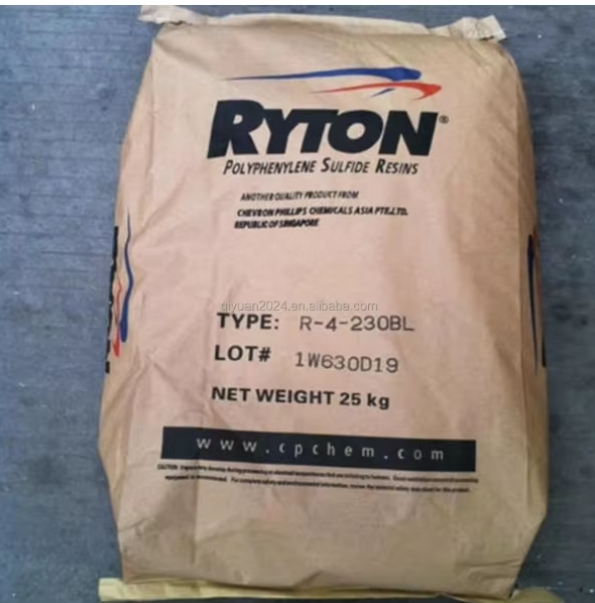 RYTON®
POLYPHENYLENE SULFIDE RESINS
ANOTHER QUALITY PRODUCT FROM
CHEVRON PHILLIPS CHEMICALS ASIA PTE.LTD.
REPUBLIC OF SINGAPORE
qiyuan2024.en.alibaba.com
TYPE: R-4-230BL
LOT# 1W630D19
NET WEIGHT 25 kg
www.cpchem.com
CAUTION: